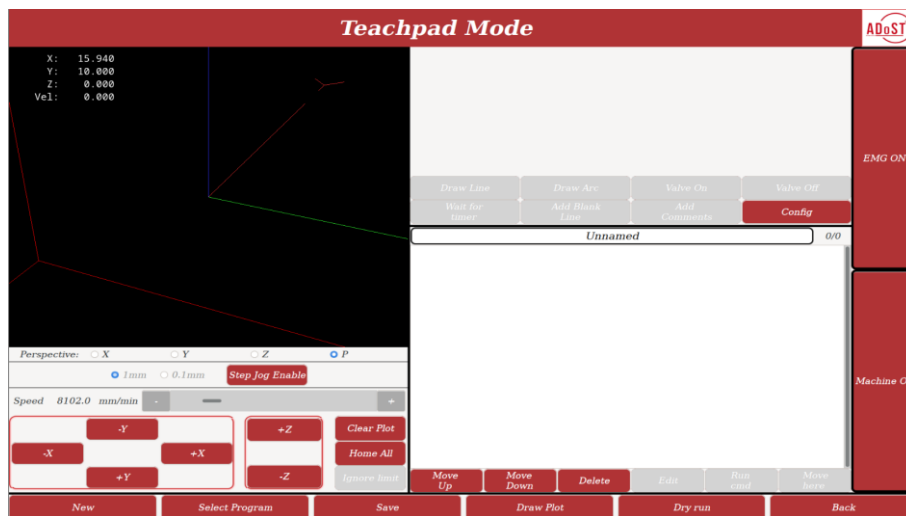 Teachpad Mode
ADoST
X: 15.940
Y: 10.000
Z: 0.000
Vel: 0.000
EMG ON
Draw Line Draw Arc Valve On Valve Off
Wait for timer Add Blank Line Add Comments Config
Unnamed 0/0
Perspective: X Y Z P
1mm 0.1mm Step Jog Enable
Speed 8102.0 mm/min - +
Machine O
-Y +Z Clear Plot
-X +X Home All
+Y -Z Ignore limit
Move Up Move Down Delete Edit Run cmd Move here
New Select Program Save Draw Plot Dry run Back